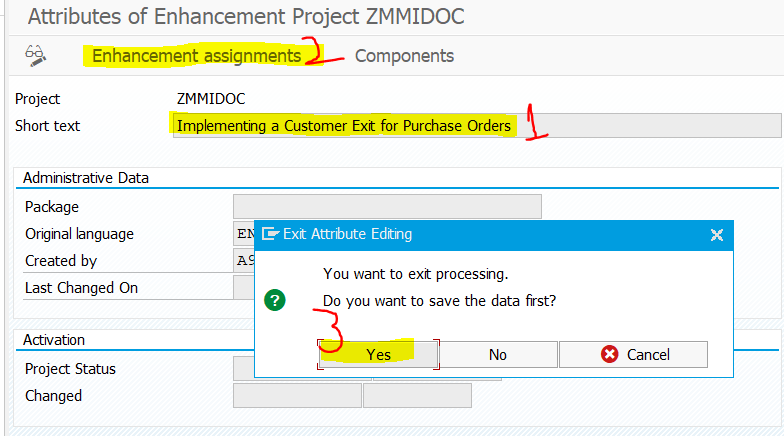 Attributes of Enhancement Project ZMMIDOC
Enhancement assignments 2 Components
Project ZMMIDOC
Short text Implementing a Customer Exit for Purchase Orders 1
Administrative Data
Package
Original language EN
Created by A9
Last Changed On
Exit Attribute Editing
You want to exit processing.
? Do you want to save the data first?
3
Yes No Cancel
Activation
Project Status
Changed